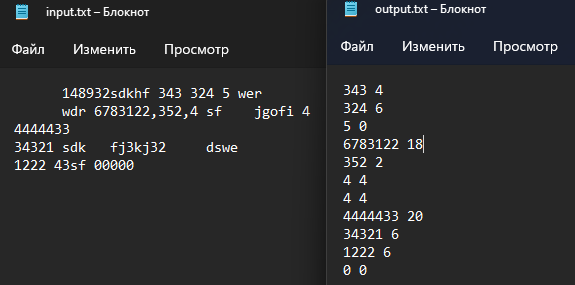 input.txt – Блокнот
Файл Изменить Просмотр
148932sdkhf 343 324 5 wer
wdr 6783122,352,4 sf jgofi 4
4444433
34321 sdk fj3kj32 dswe
1222 43sf 00000
output.txt – Блокнот
Файл Изменить Просмотр
343 4
324 6
5 0
6783122 18
352 2
4 4
4 4
4444433 20
34321 6
1222 6
0 0